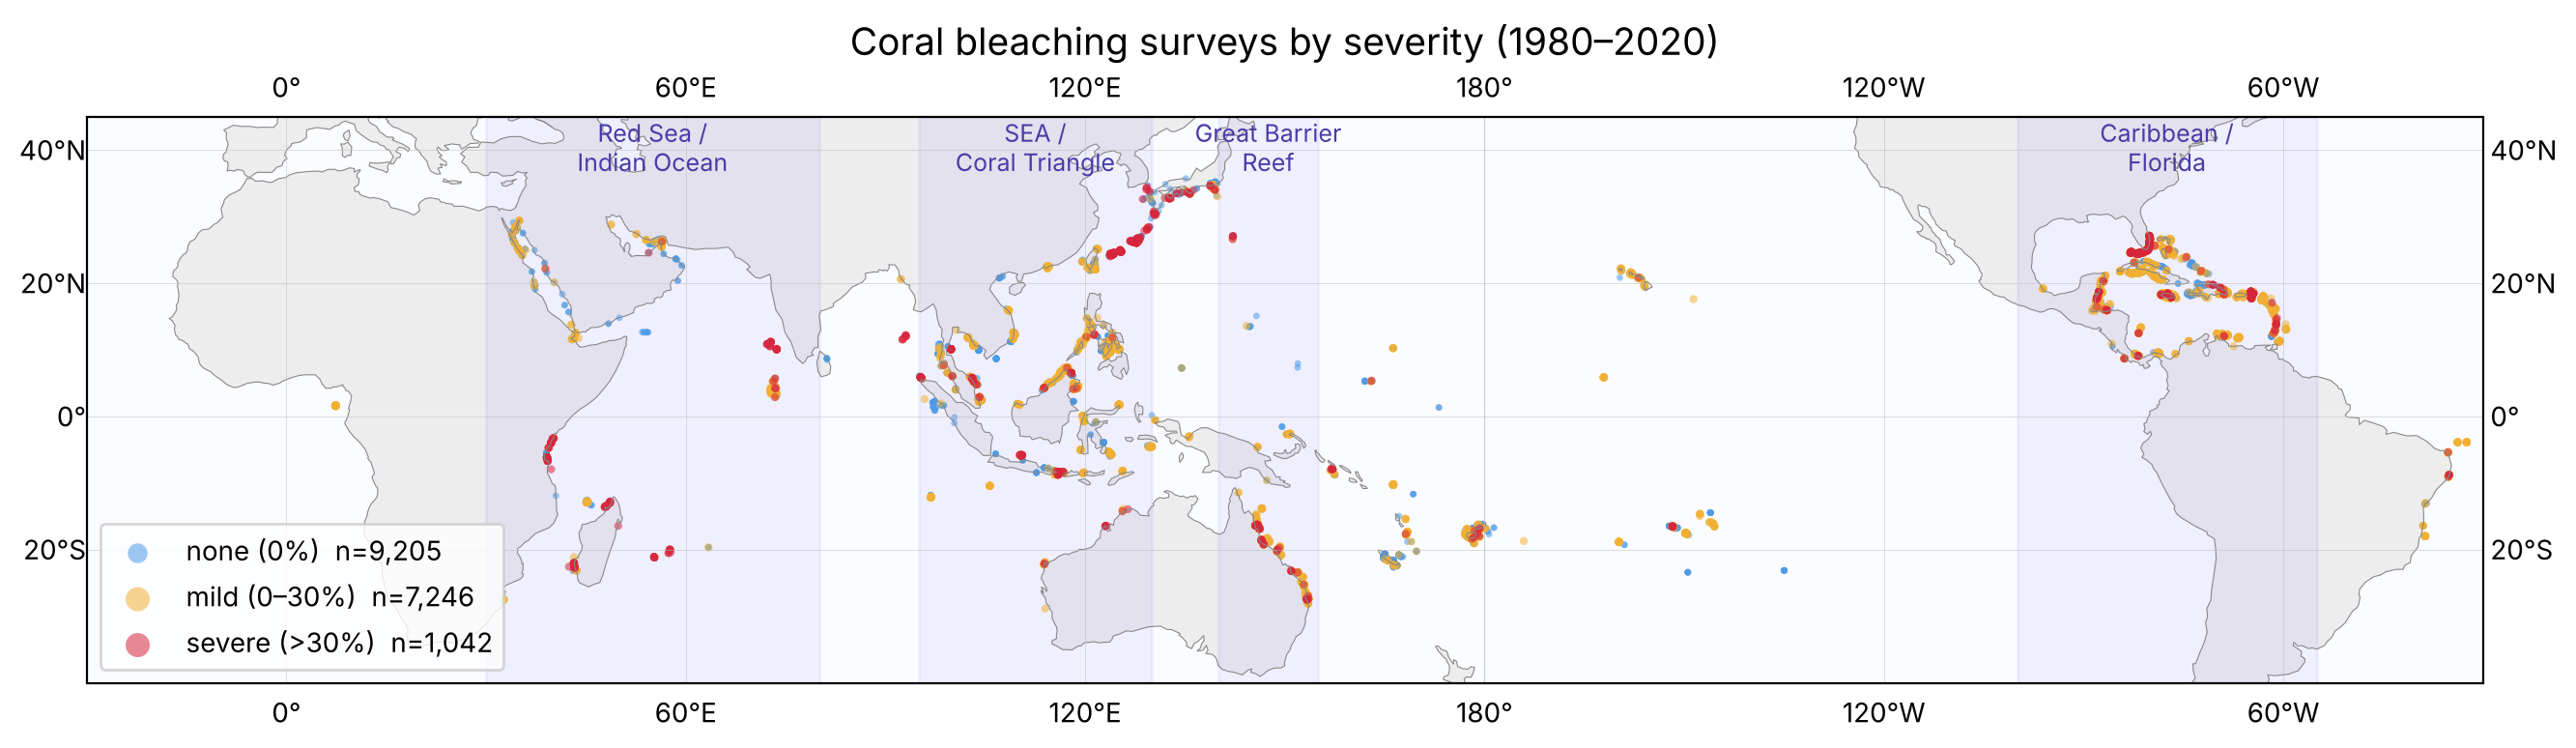 Coral bleaching surveys by severity (1980–2020)
0° 60°E 120°E 180° 120°W 60°W
Red Sea /
Indian Ocean
SEA /
Coral Triangle
Great Barrier
Reef
Caribbean /
Florida
40°N 40°N
20°N 20°N
0° 0°
20°S 20°S
none (0%) n=9,205
mild (0–30%) n=7,246
severe (>30%) n=1,042
0° 60°E 120°E 180° 120°W 60°W